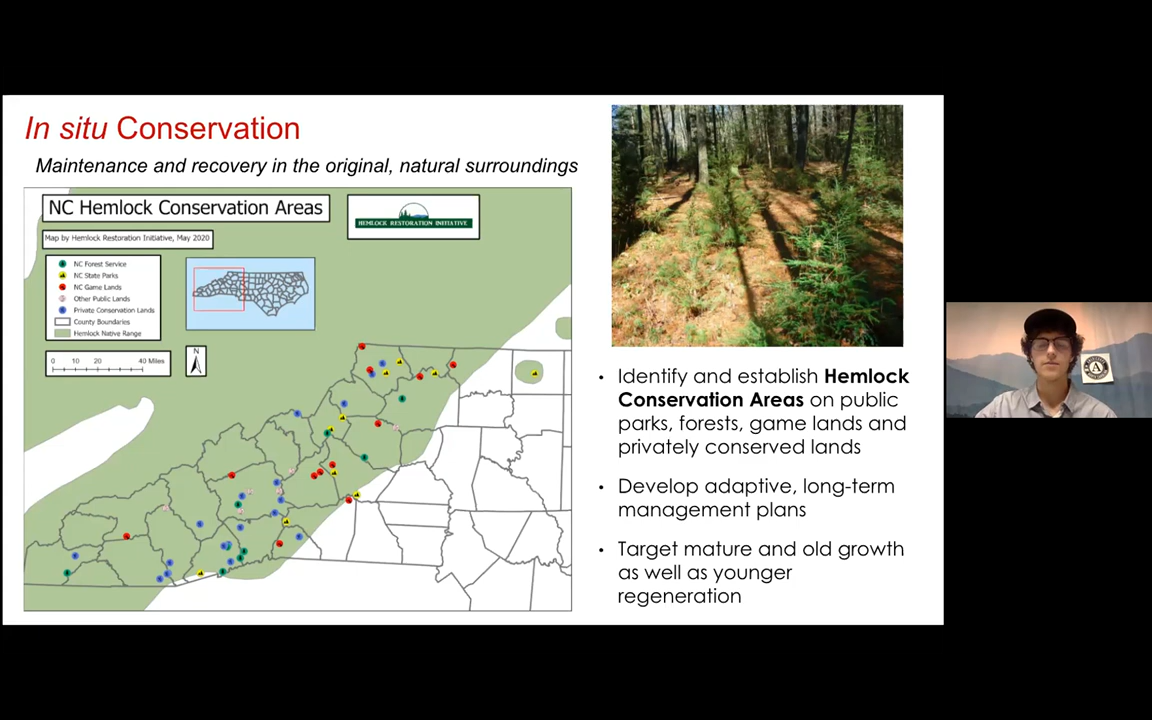 In situ Conservation
Maintenance and recovery in the original, natural surroundings
NC Hemlock Conservation Areas
HEMLOCK RESTORATION INITIATIVE
Map by Hemlock Restoration Initiative, May 2020
NC Forest Service
NC State Parks
NC Game Lands
Other Public Lands
Private Conservation Lands
County Boundaries
Hemlock Native Range
0 10 20 40 Miles
N
• Identify and establish Hemlock
Conservation Areas on public
parks, forests, game lands and
privately conserved lands
• Develop adaptive, long-term
management plans
• Target mature and old growth
as well as younger
regeneration
A